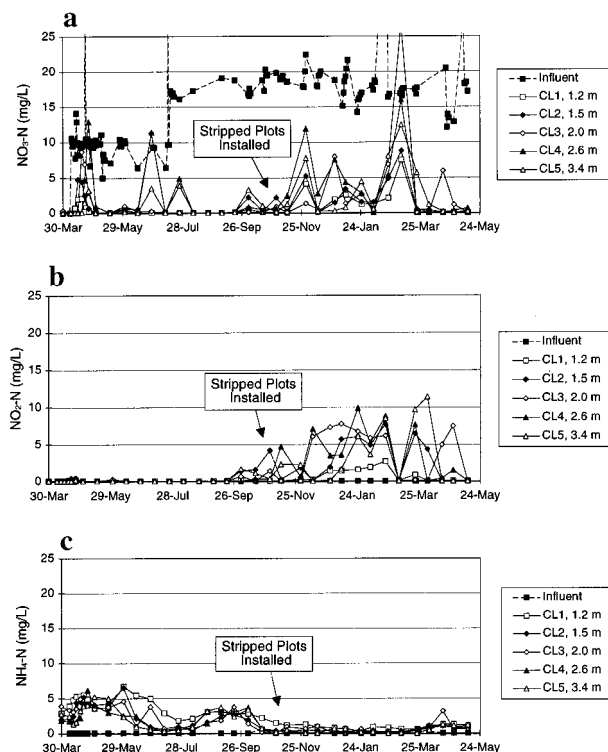 a
NO₃-N (mg/L)
25
20
15
10
5
0
30-Mar 29-May 28-Jul 26-Sep 25-Nov 24-Jan 25-Mar 24-May
Stripped Plots
Installed
Influent
CL1, 1.2 m
CL2, 1.5 m
CL3, 2.0 m
CL4, 2.6 m
CL5, 3.4 m
b
NO₂-N (mg/L)
25
20
15
10
5
0
30-Mar 29-May 28-Jul 26-Sep 25-Nov 24-Jan 25-Mar 24-May
Stripped Plots
Installed
Influent
CL1, 1.2 m
CL2, 1.5 m
CL3, 2.0 m
CL4, 2.6 m
CL5, 3.4 m
c
NH₄-N (mg/L)
25
20
15
10
5
0
30-Mar 29-May 28-Jul 26-Sep 25-Nov 24-Jan 25-Mar 24-May
Stripped Plots
Installed
Influent
CL1, 1.2 m
CL2, 1.5 m
CL3, 2.0 m
CL4, 2.6 m
CL5, 3.4 m